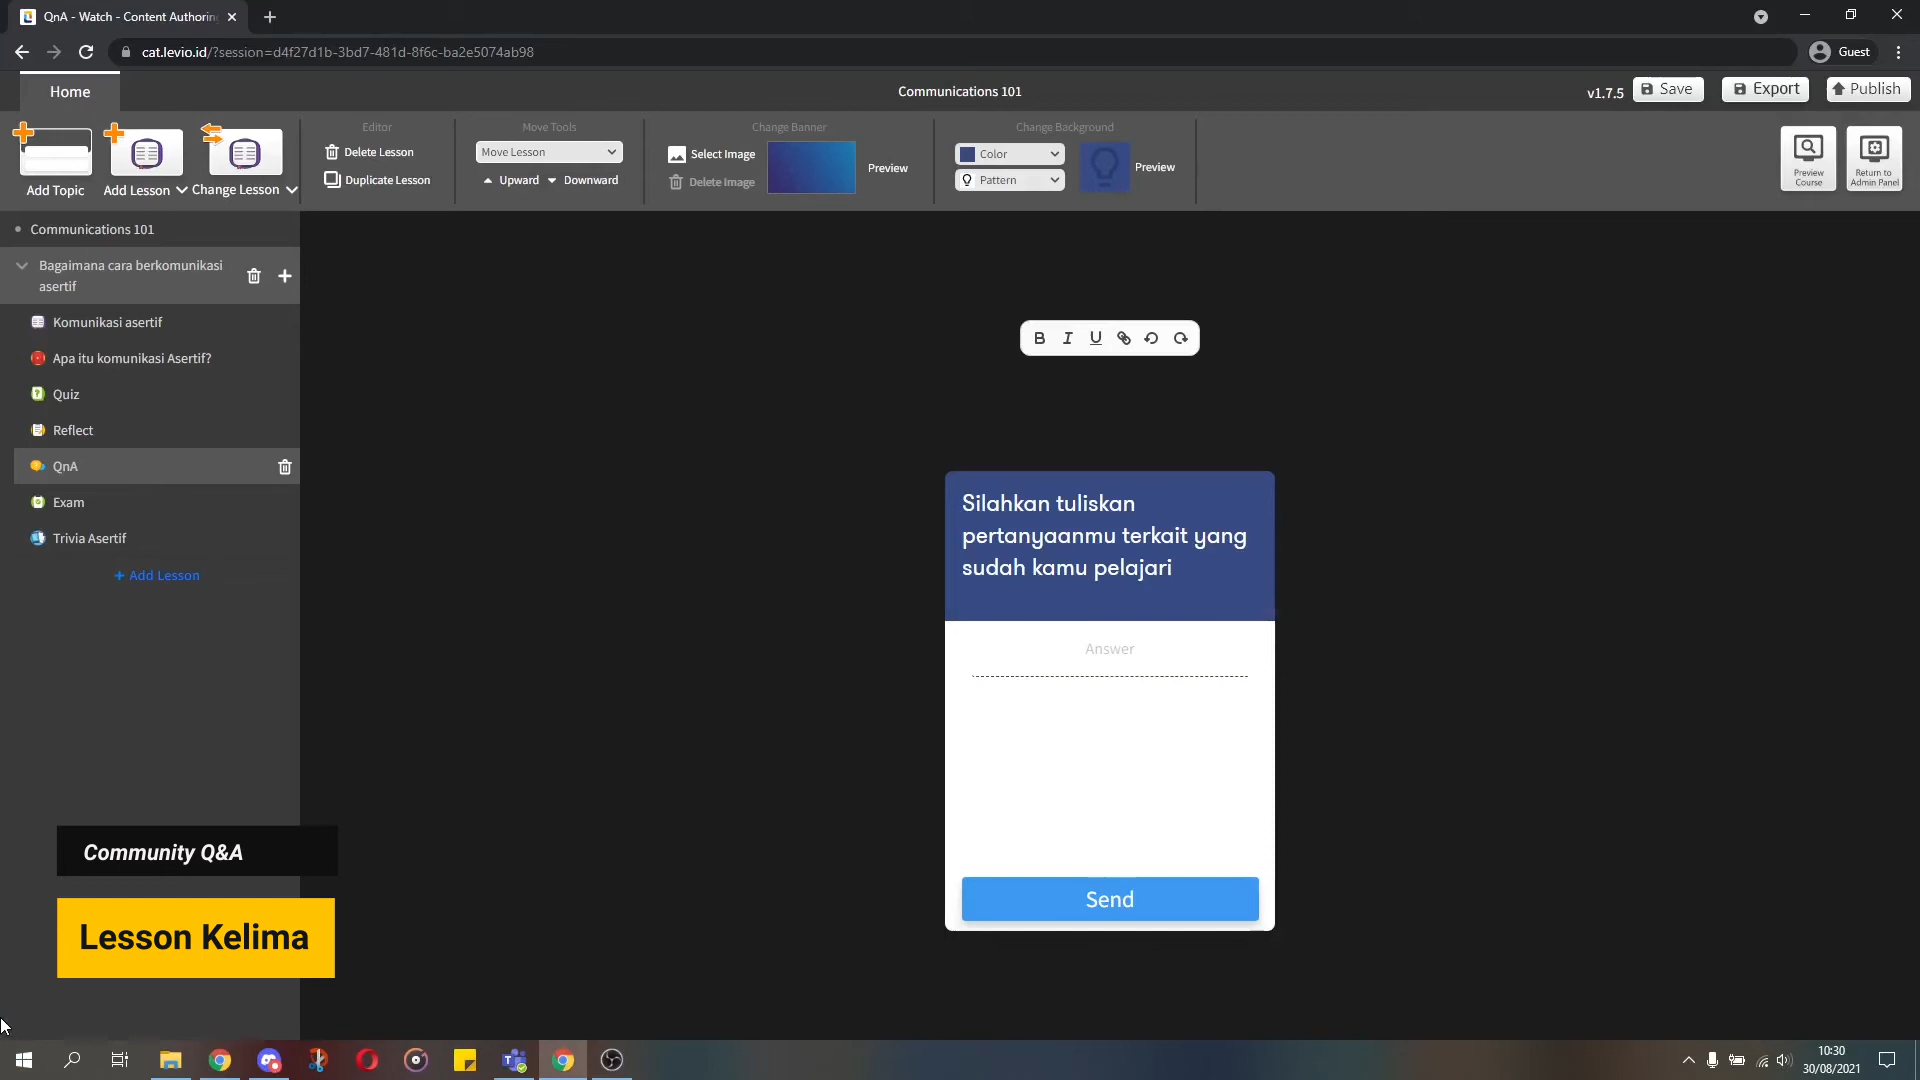 QnA - Watch - Content Authorin
cat.levio.id/?session=d4f27d1b-3bd7-481d-8f6c-ba2e5074ab98
Guest
Home
Communications 101
v1.7.5
Save
Export
Publish
Add Topic
Add Lesson
Change Lesson
Editor
Delete Lesson
Duplicate Lesson
Move Tools
Move Lesson
Upward
Downward
Change Banner
Select Image
Delete Image
Preview
Change Background
Color
Pattern
Preview
Preview
Course
Return to
Admin Panel
Communications 101
Bagaimana cara berkomunikasi
asertif
Komunikasi asertif
Apa itu komunikasi Asertif?
Quiz
Reflect
QnA
Exam
Trivia Asertif
+ Add Lesson
B I U
Silahkan tuliskan
pertanyaanmu terkait yang
sudah kamu pelajari
Answer
Send
Community Q&A
Lesson Kelima
10:30
30/08/2021